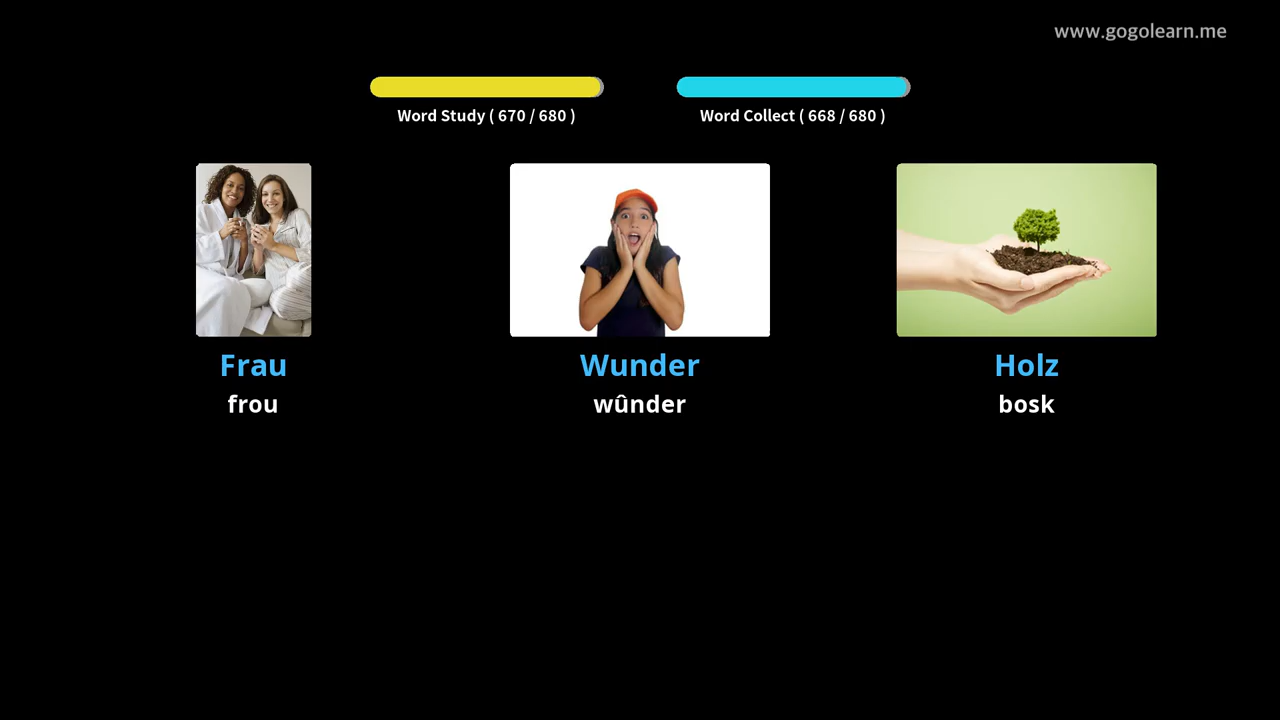 www.gogolearn.me
Word Study ( 670 / 680 )
Word Collect ( 668 / 680 )
Frau
frou
Wunder
wûnder
Holz
bosk